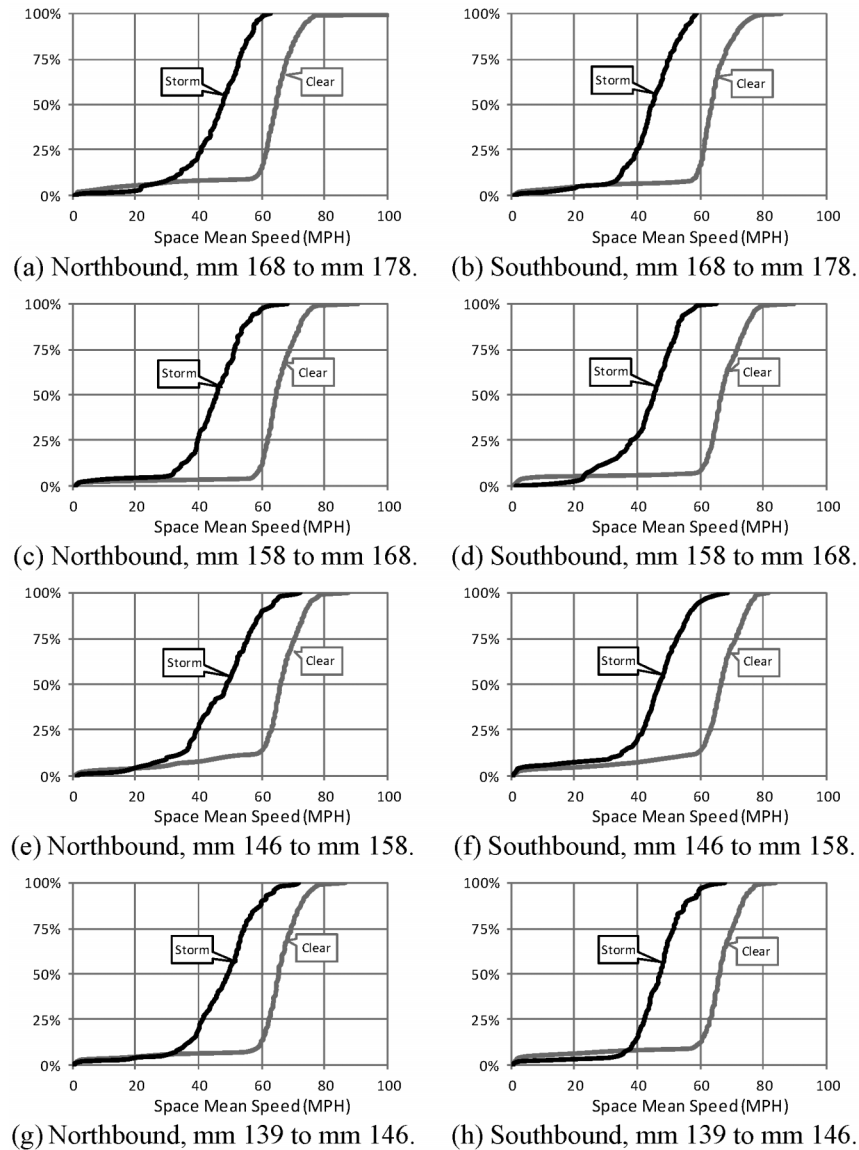 100%
75%
50%
25%
0%
Storm
Clear
0 20 40 60 80 100
Space Mean Speed (MPH)
(a) Northbound, mm 168 to mm 178.
100%
75%
50%
25%
0%
Storm
Clear
0 20 40 60 80 100
Space Mean Speed (MPH)
(b) Southbound, mm 168 to mm 178.
100%
75%
50%
25%
0%
Storm
Clear
0 20 40 60 80 100
Space Mean Speed (MPH)
(c) Northbound, mm 158 to mm 168.
100%
75%
50%
25%
0%
Storm
Clear
0 20 40 60 80 100
Space Mean Speed (MPH)
(d) Southbound, mm 158 to mm 168.
100%
75%
50%
25%
0%
Storm
Clear
0 20 40 60 80 100
Space Mean Speed (MPH)
(e) Northbound, mm 146 to mm 158.
100%
75%
50%
25%
0%
Storm
Clear
0 20 40 60 80 100
Space Mean Speed (MPH)
(f) Southbound, mm 146 to mm 158.
100%
75%
50%
25%
0%
Storm
Clear
0 20 40 60 80 100
Space Mean Speed (MPH)
(g) Northbound, mm 139 to mm 146.
100%
75%
50%
25%
0%
Storm
Clear
0 20 40 60 80 100
Space Mean Speed (MPH)
(h) Southbound, mm 139 to mm 146.